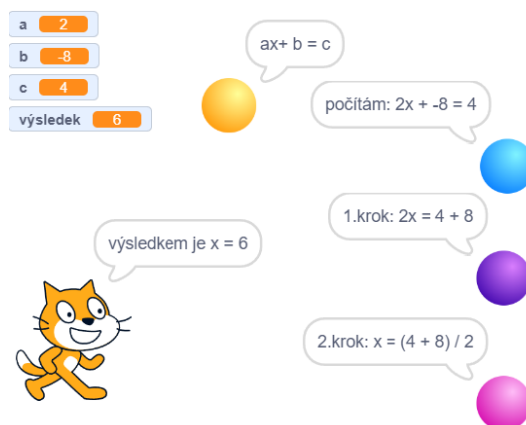 a 2
b -8
c 4
výsledek 6
ax+ b = c
počítám: 2x + -8 = 4
1.krok: 2x = 4 + 8
výsledkem je x = 6
2.krok: x = (4 + 8) / 2